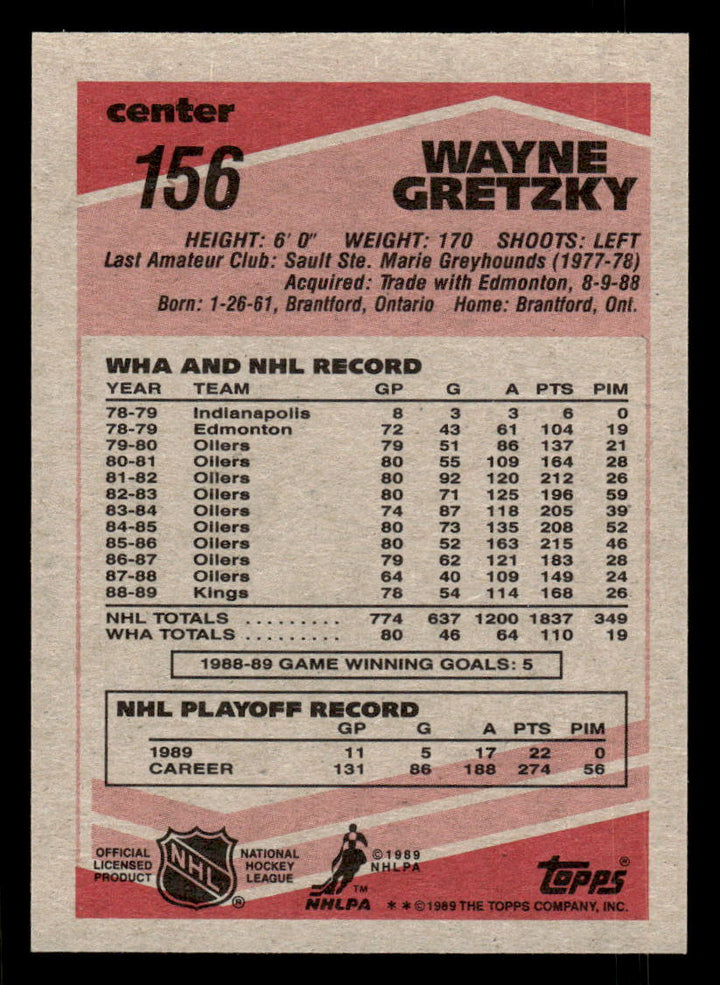 center
156
WAYNE
GRETZKY
HEIGHT: 6' 0" WEIGHT: 170 SHOOTS: LEFT
Last Amateur Club: Sault Ste. Marie Greyhounds (1977-78)
Acquired: Trade with Edmonton, 8-9-88
Born: 1-26-61, Brantford, Ontario Home: Brantford, Ont.
WHA AND NHL RECORD
YEAR TEAM GP G A PTS PIM
78-79 Indianapolis 8 3 3 6 0
78-79 Edmonton 72 43 61 104 19
79-80 Oilers 79 51 86 137 21
80-81 Oilers 80 55 109 164 28
81-82 Oilers 80 92 120 212 26
82-83 Oilers 80 71 125 196 59
83-84 Oilers 74 87 118 205 39
84-85 Oilers 80 73 135 208 52
85-86 Oilers 80 52 163 215 46
86-87 Oilers 79 62 121 183 28
87-88 Oilers 64 40 109 149 24
88-89 Kings 78 54 114 168 26
NHL TOTALS ......... 774 637 1200 1837 349
WHA TOTALS ......... 80 46 64 110 19
1988-89 GAME WINNING GOALS: 5
NHL PLAYOFF RECORD
GP G A PTS PIM
1989 11 5 17 22 0
CAREER 131 86 188 274 56
OFFICIAL
LICENSED
PRODUCT
NHL
®
NATIONAL
HOCKEY
LEAGUE
©1989
NHLPA
TM
NHLPA
topps®
**©1989 THE TOPPS COMPANY, INC.